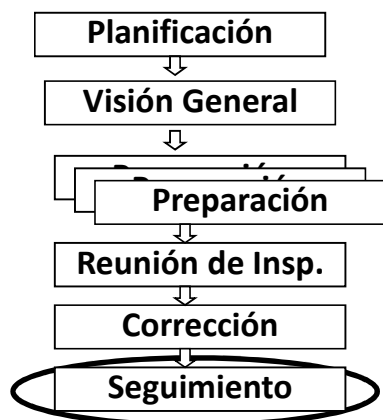 Planificación
Visión General
Preparación
Reunión de Insp.
Corrección
Seguimiento